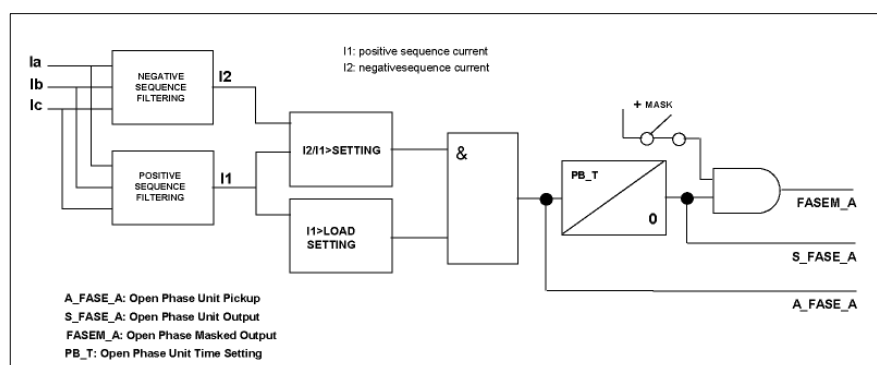 Ia
Ib
Ic
NEGATIVE
SEQUENCE
FILTERING
I2
I1: positive sequence current
I2: negativesequence current
POSITIVE
SEQUENCE
FILTERING
I1
I2/I1>SETTING
I1>LOAD
SETTING
&
PB_T
0
+ MASK
FASEM_A
S_FASE_A
A_FASE_A
A_FASE_A: Open Phase Unit Pickup
S_FASE_A: Open Phase Unit Output
FASEM_A: Open Phase Masked Output
PB_T: Open Phase Unit Time Setting